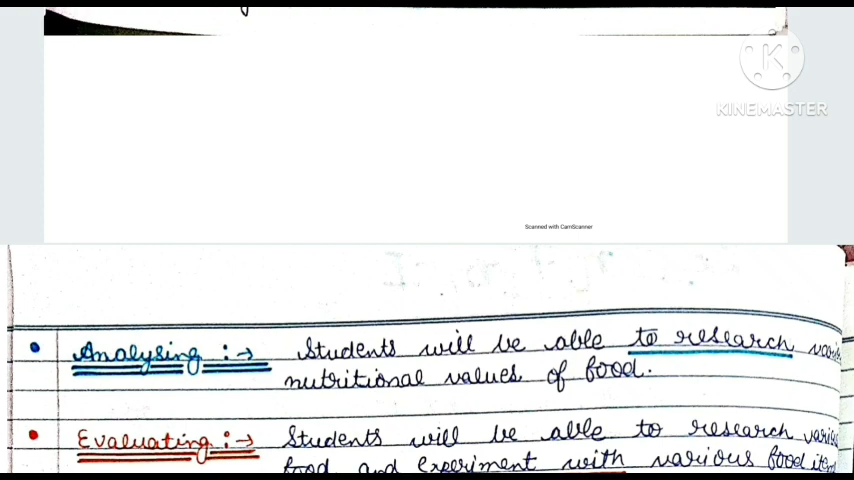 KINEMASTER
Scanned with CamScanner
Analysing :→ Students will be able to research
nutritional values of food.
Evaluating :→ Students will be able to research
food and experiment with various food